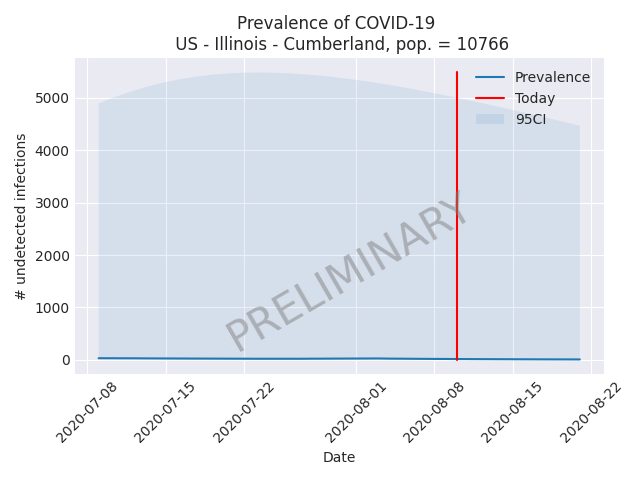 Prevalence of COVID-19
US - Illinois - Cumberland, pop. = 10766
Prevalence
Today
95CI
# undetected infections
5000
4000
3000
2000
1000
0
PRELIMINARY
2020-07-08
2020-07-15
2020-07-22
2020-08-01
2020-08-08
2020-08-15
2020-08-22
Date